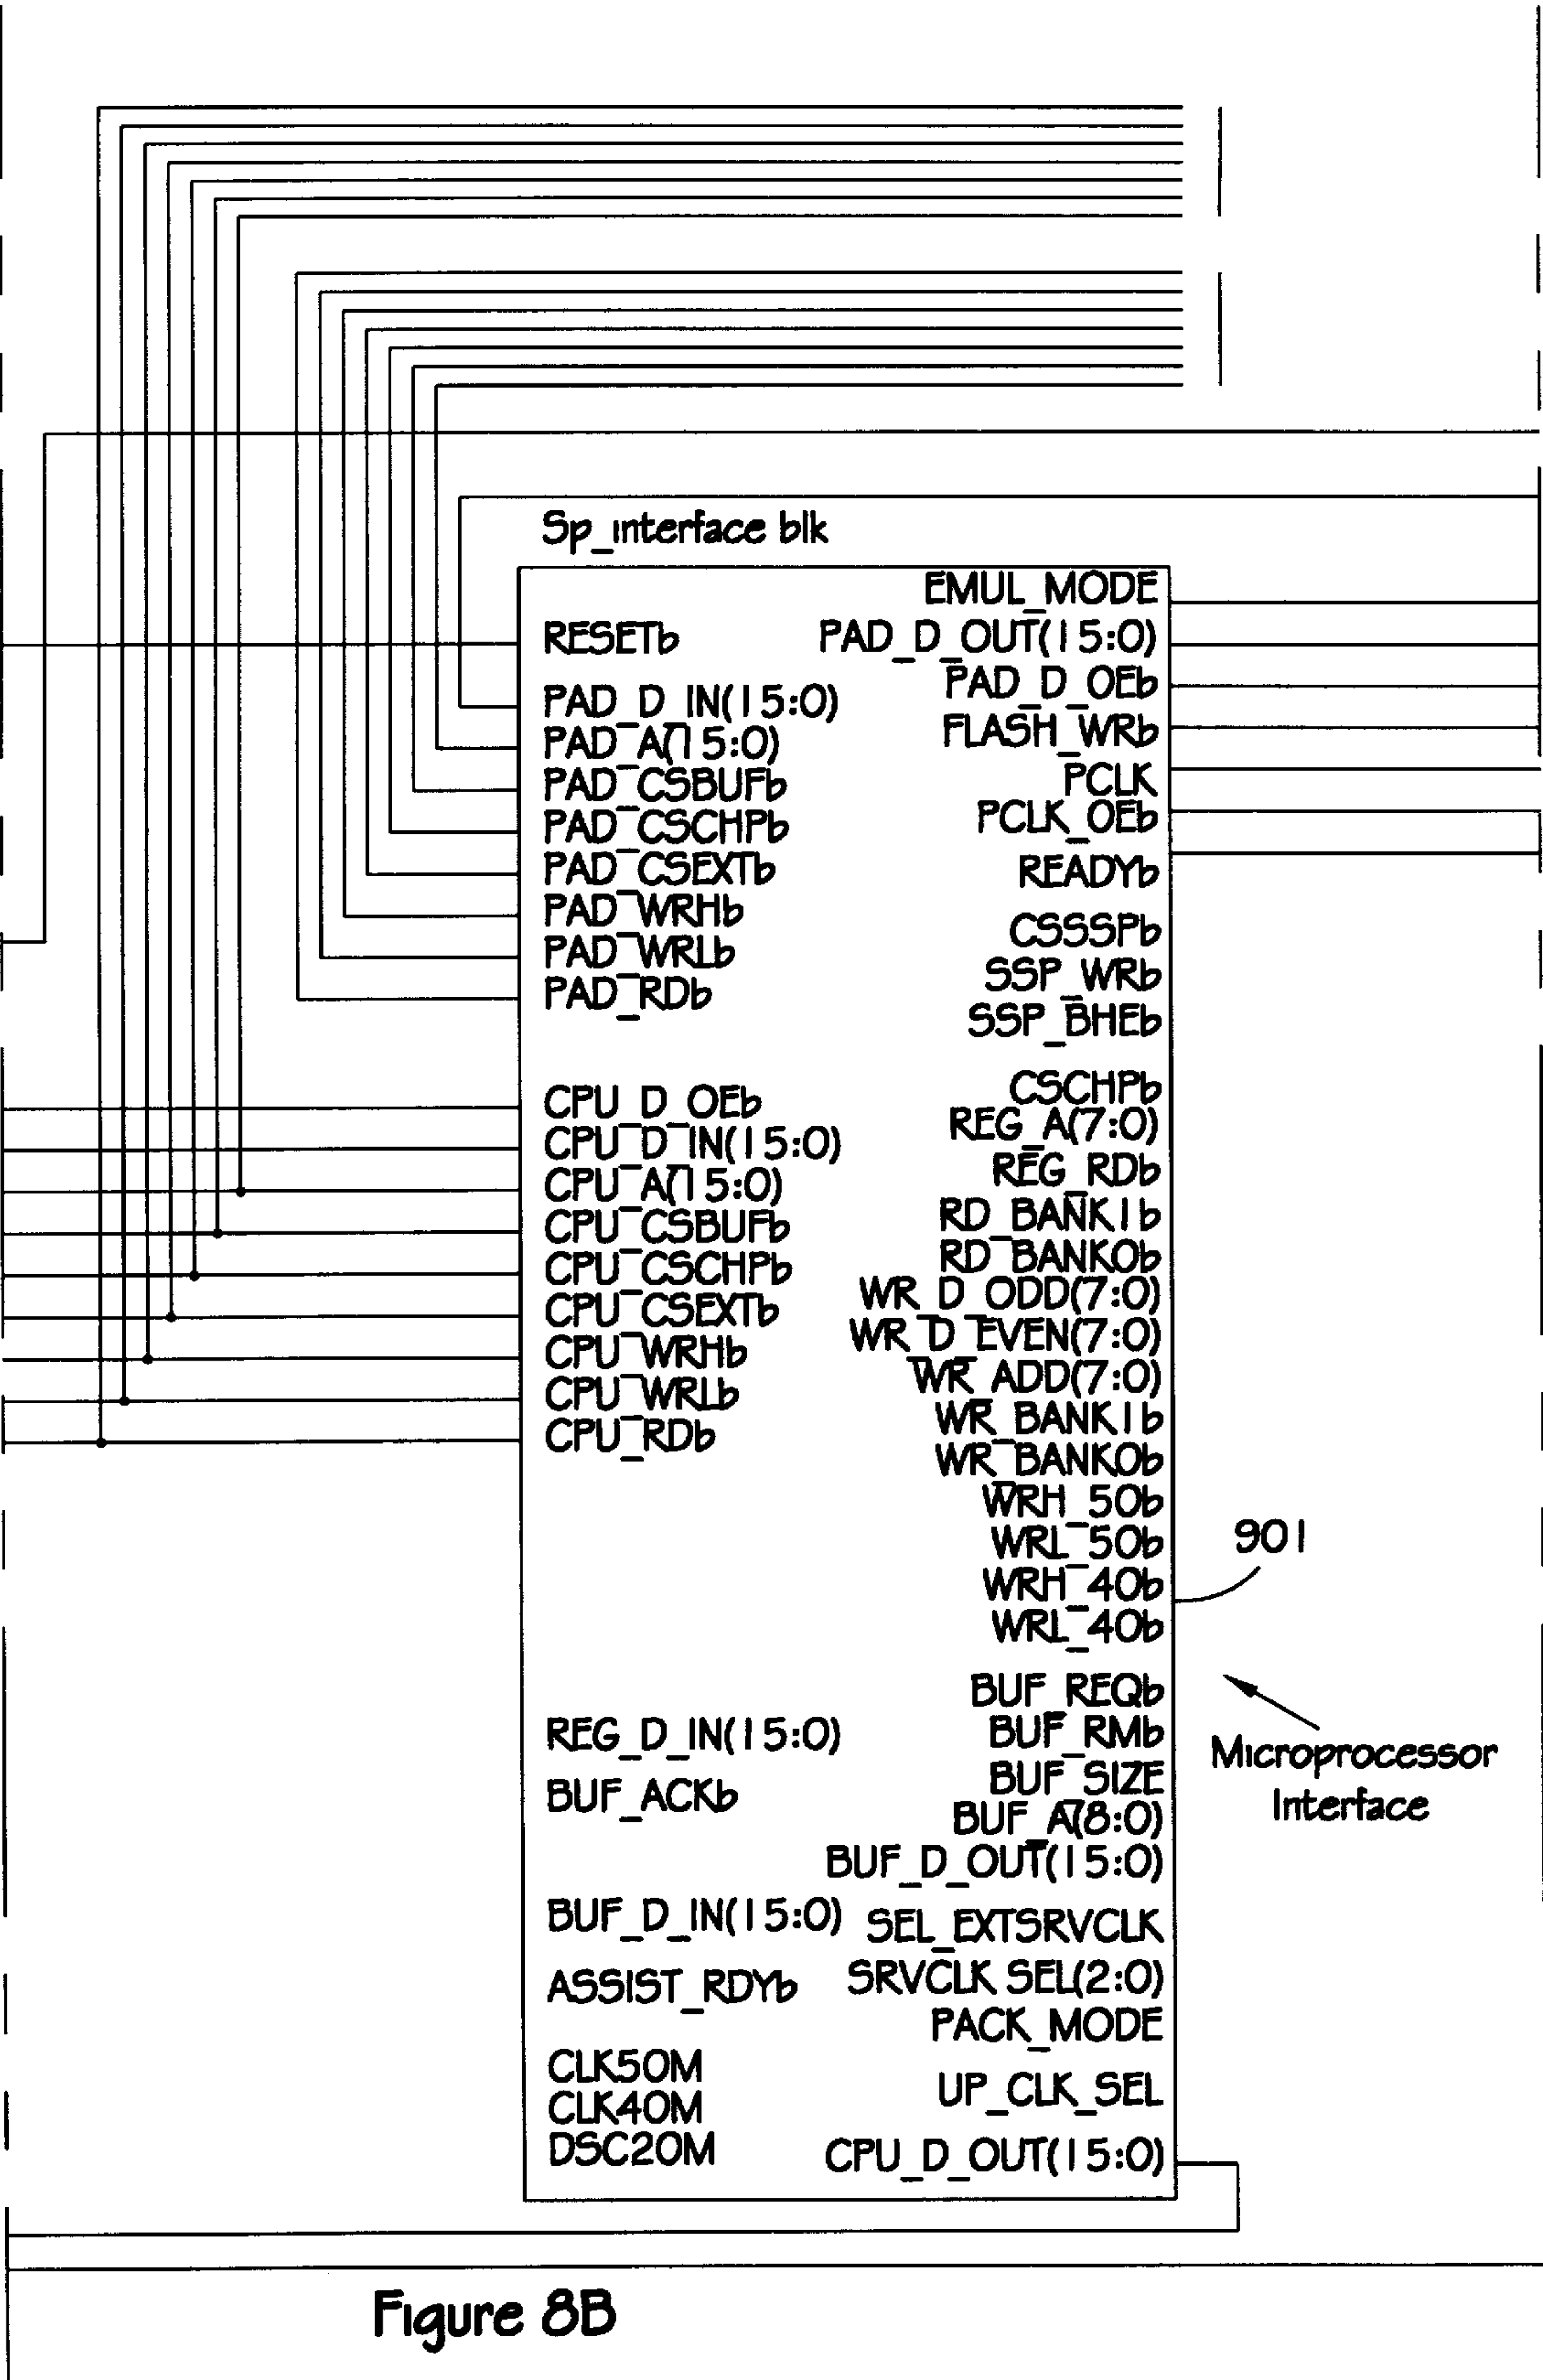 Sp_interface blk
EMUL_MODE
RESETb
PAD_D_OUT(15:0)
PAD_D_IN(15:0)
PAD_D_OEb
PAD_A(15:0)
FLASH_WRb
PAD_CSBUFb
PCLK
PAD_CSCHPb
PCLK_OEb
PAD_CSEXTb
READYb
PAD_WRHb
CSSSPb
PAD_WRLb
SSP_WRb
PAD_RDb
SSP_BHEb
CSCHPb
CPU_D_OEb
REG_A(7:0)
CPU_D_IN(15:0)
REG_RDb
CPU_A(15:0)
RD_BANK1b
CPU_CSBUFb
RD_BANK0b
CPU_CSCHPb
WR_D_ODD(7:0)
CPU_CSEXTb
WR_D_EVEN(7:0)
CPU_WRHb
WR_ADD(7:0)
CPU_WRLb
WR_BANK1b
CPU_RDb
WR_BANK0b
WRH_50b
WRL_50b
901
WRH_40b
WRL_40b
BUF_REQb
REG_D_IN(15:0)
BUF_RMb
Microprocessor
Interface
BUF_SIZE
BUF_ACKb
BUF_A(8:0)
BUF_D_OUT(15:0)
BUF_D_IN(15:0)
SEL_EXTSRVCLK
ASSIST_RDYb
SRVCLK SEL(2:0)
PACK_MODE
CLK50M
UP_CLK_SEL
CLK40M
DSC20M
CPU_D_OUT(15:0)
Figure 8B